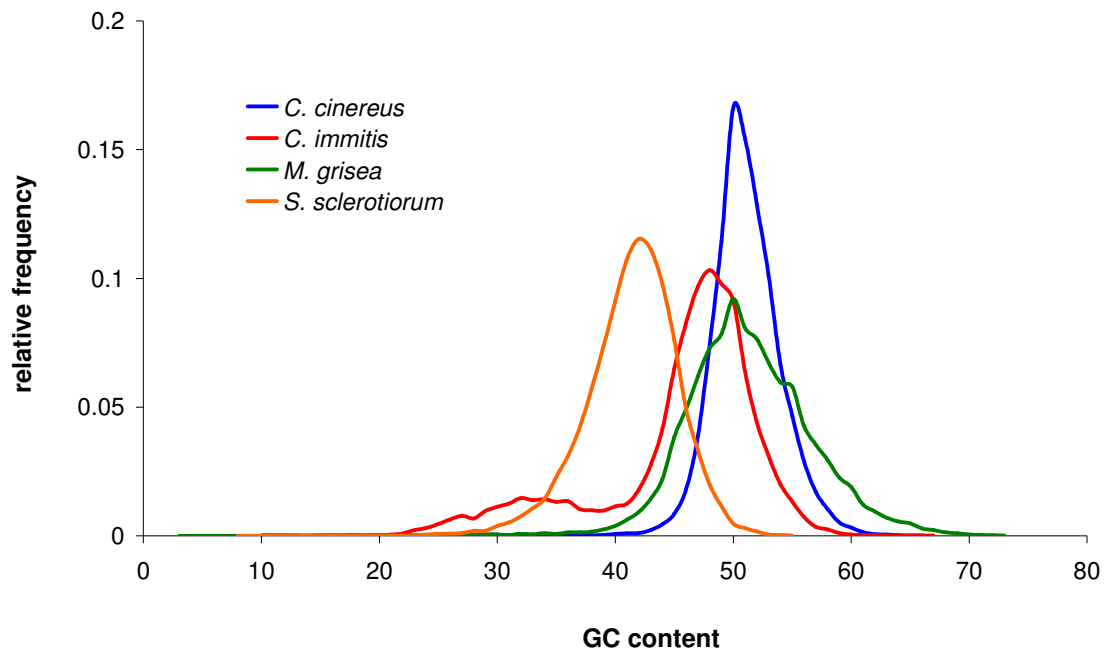 0.2
0.15
0.1
0.05
0
relative frequency
C. cinereus
C. immitis
M. grisea
S. sclerotiorum
0 10 20 30 40 50 60 70 80
GC content